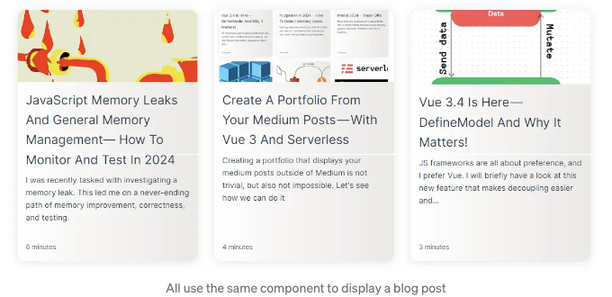 JavaScript Memory Leaks
And General Memory
Management— How To
Monitor And Test In 2024
I was recently tasked with investigating a
memory leak. This led me on a never-ending
path of memory improvement, correctness,
and testing.
6 minutes
Create A Portfolio From
Your Medium Posts—With
Vue 3 And Serverless
Creating a portfolio that displays your
medium posts outside of Medium is not
trivial, but also not impossible. Let's see
how we can do it
4 minutes
Data
Send data
Mutate
Vue 3.4 Is Here—
DefineModel And Why It
Matters!
JS frameworks are all about preference, and
I prefer Vue. I will briefly have a look at this
new feature that makes decoupling easier
and...
3 minutes
All use the same component to display a blog post